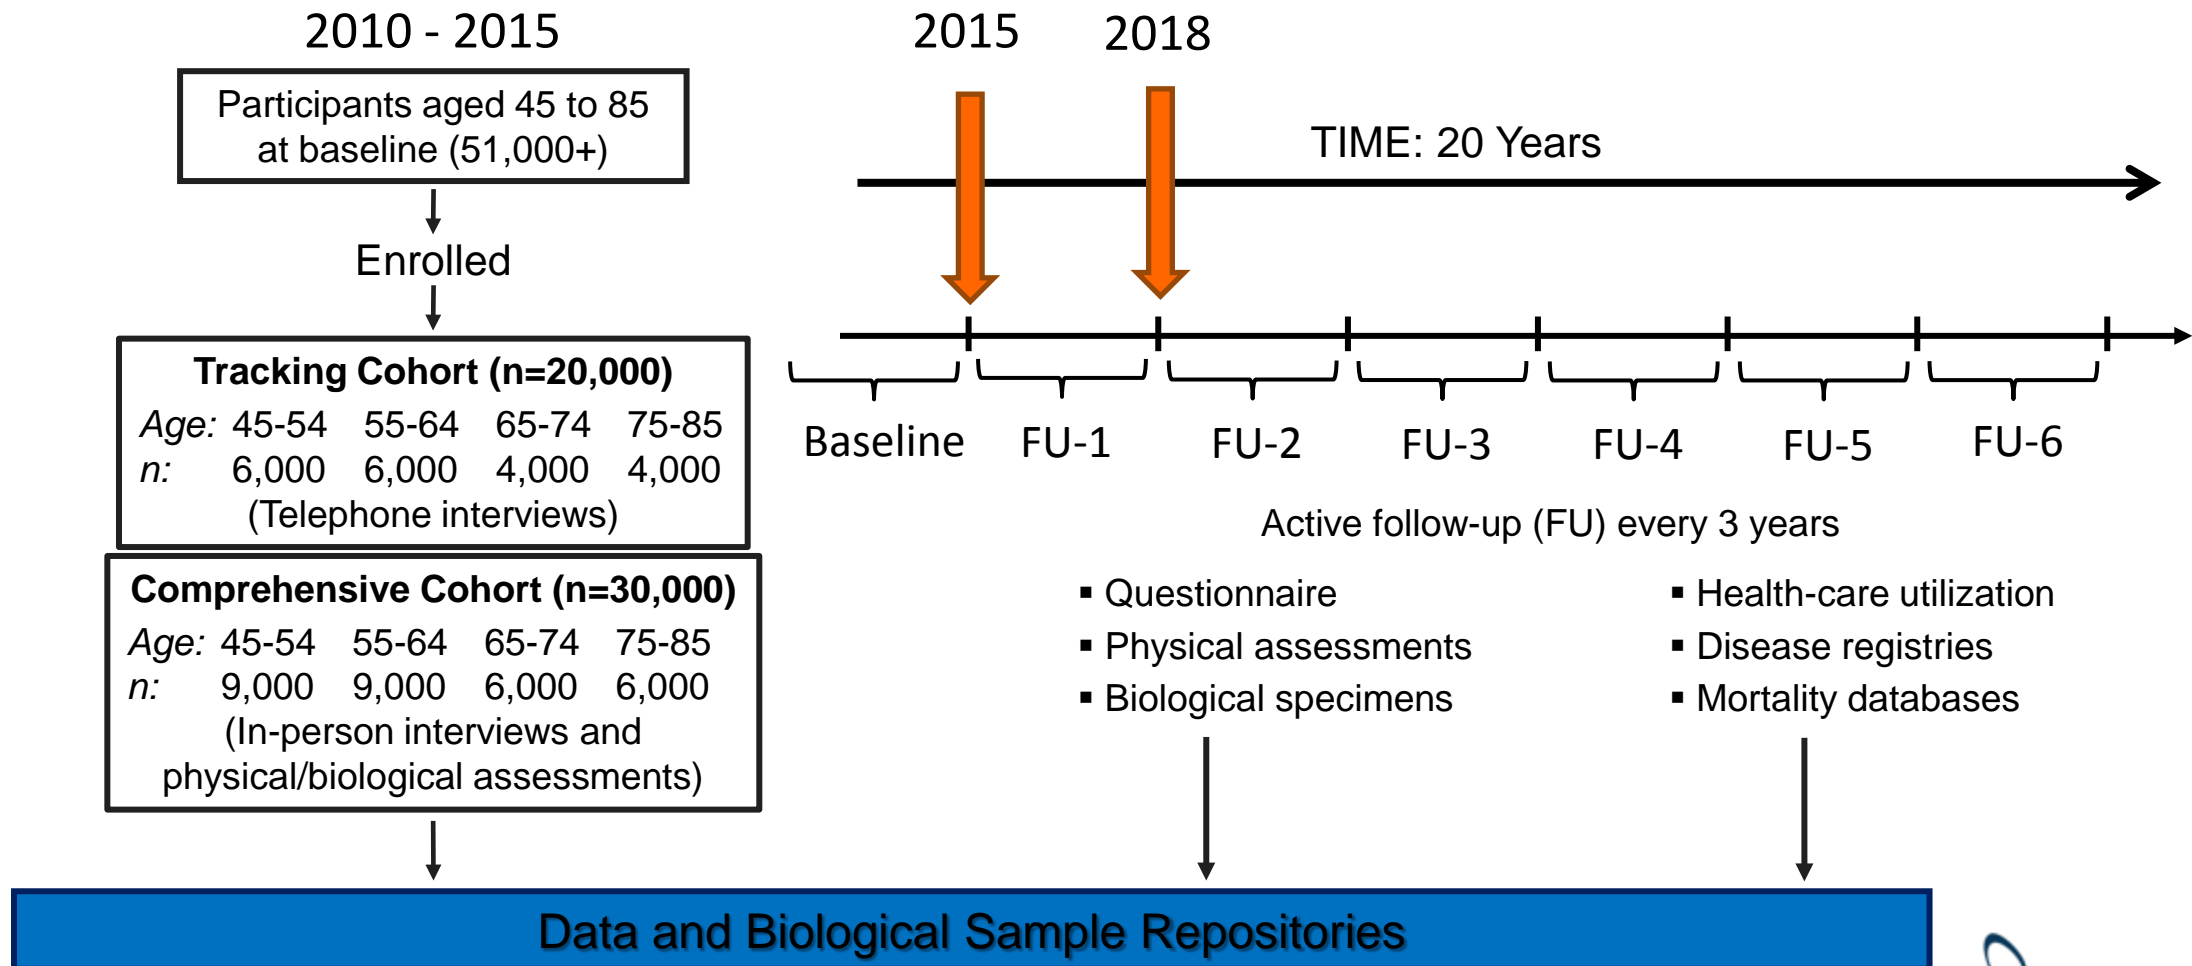 2010 - 2015
Participants aged 45 to 85
at baseline (51,000+)
Enrolled
Tracking Cohort (n=20,000)
Age: 45-54 55-64 65-74 75-85
n: 6,000 6,000 4,000 4,000
(Telephone interviews)
Comprehensive Cohort (n=30,000)
Age: 45-54 55-64 65-74 75-85
n: 9,000 9,000 6,000 6,000
(In-person interviews and
physical/biological assessments)
2015 2018
TIME: 20 Years
Baseline FU-1 FU-2 FU-3 FU-4 FU-5 FU-6
Active follow-up (FU) every 3 years
▪ Questionnaire
▪ Physical assessments
▪ Biological specimens
▪ Health-care utilization
▪ Disease registries
▪ Mortality databases
Data and Biological Sample Repositories